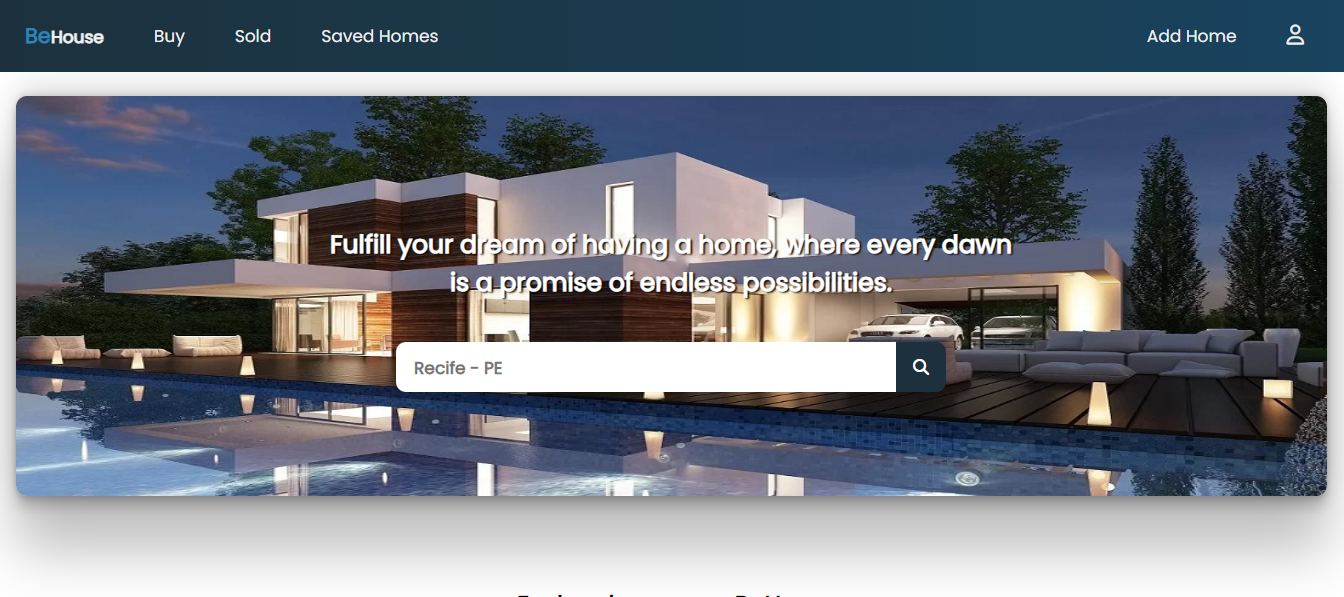 BeHouse
Buy
Sold
Saved Homes
Add Home
Fulfill your dream of having a home, where every dawn
is a promise of endless possibilities.
Recife - PE